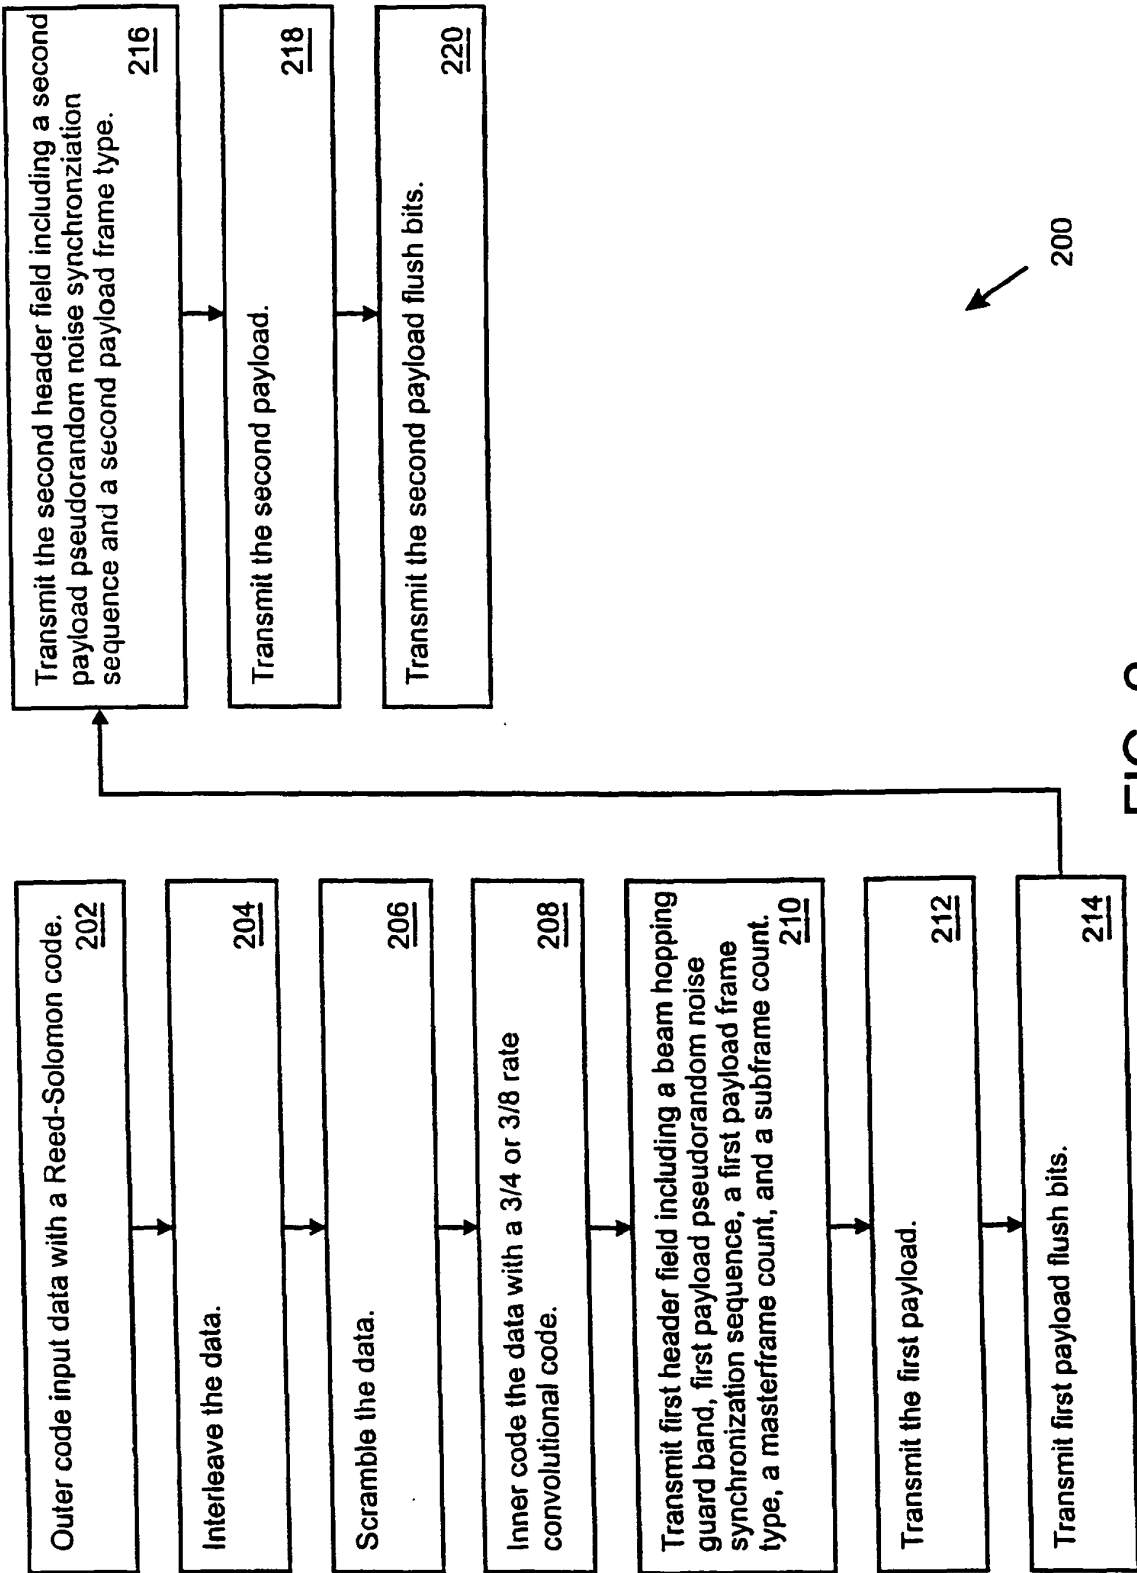 Outer code input data with a Reed-Solomon code.
202
Interleave the data.
204
Scramble the data.
206
Inner code the data with a 3/4 or 3/8 rate
convolutional code.
208
Transmit first header field including a beam hopping
guard band, first payload pseudorandom noise
synchronization sequence, a first payload frame
type, a masterframe count, and a subframe count.
210
Transmit the first payload.
212
Transmit first payload flush bits.
214
Transmit the second header field including a second
payload pseudorandom noise synchronziation
sequence and a second payload frame type.
216
Transmit the second payload.
218
Transmit the second payload flush bits.
220
200
FIG.